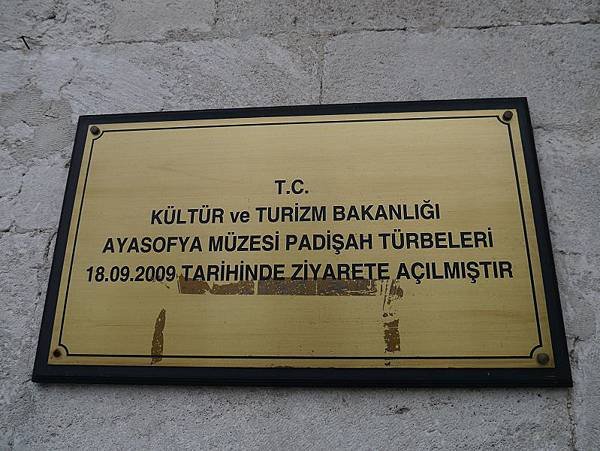 T.C.
KÜLTÜR ve TURİZM BAKANLIĞI
AYASOFYA MÜZESİ PADİŞAH TÜRBELERİ
18.09.2009 TARİHİNDE ZİYARETE AÇILMIŞTIR